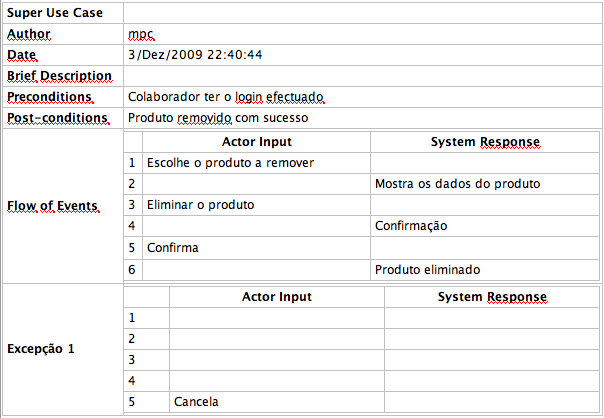 Super Use Case
Author mpc
Date 3/Dez/2009 22:40:44
Brief Description
Preconditions Colaborador ter o login efectuado
Post-conditions Produto removido com sucesso
Flow of Events
Actor Input System Response
1 Escolhe o produto a remover
2 Mostra os dados do produto
3 Eliminar o produto
4 Confirmação
5 Confirma
6 Produto eliminado
Excepção 1
Actor Input System Response
1
2
3
4
5 Cancela